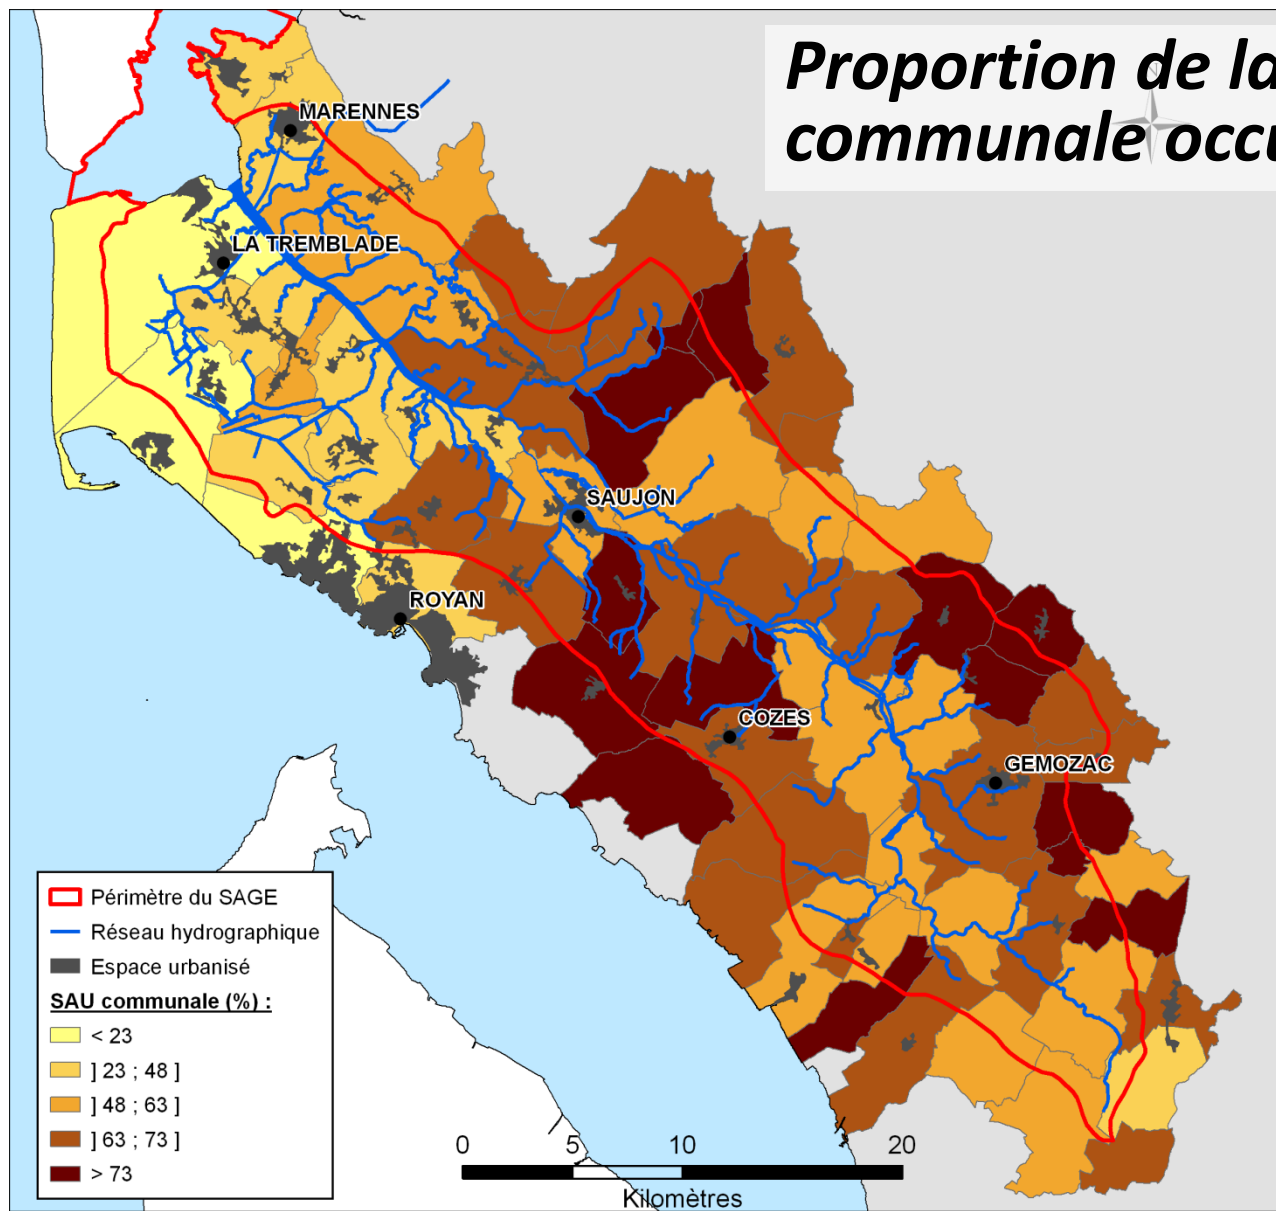 Proportion de la
communale occu
MARENNES
LA TREMBLADE
SAUJON
ROYAN
COZES
GEMOZAC
Périmètre du SAGE
Réseau hydrographique
Espace urbanisé
SAU communale (%) :
< 23
] 23 ; 48 ]
] 48 ; 63 ]
] 63 ; 73 ]
> 73
0 5 10 20
Kilomètres